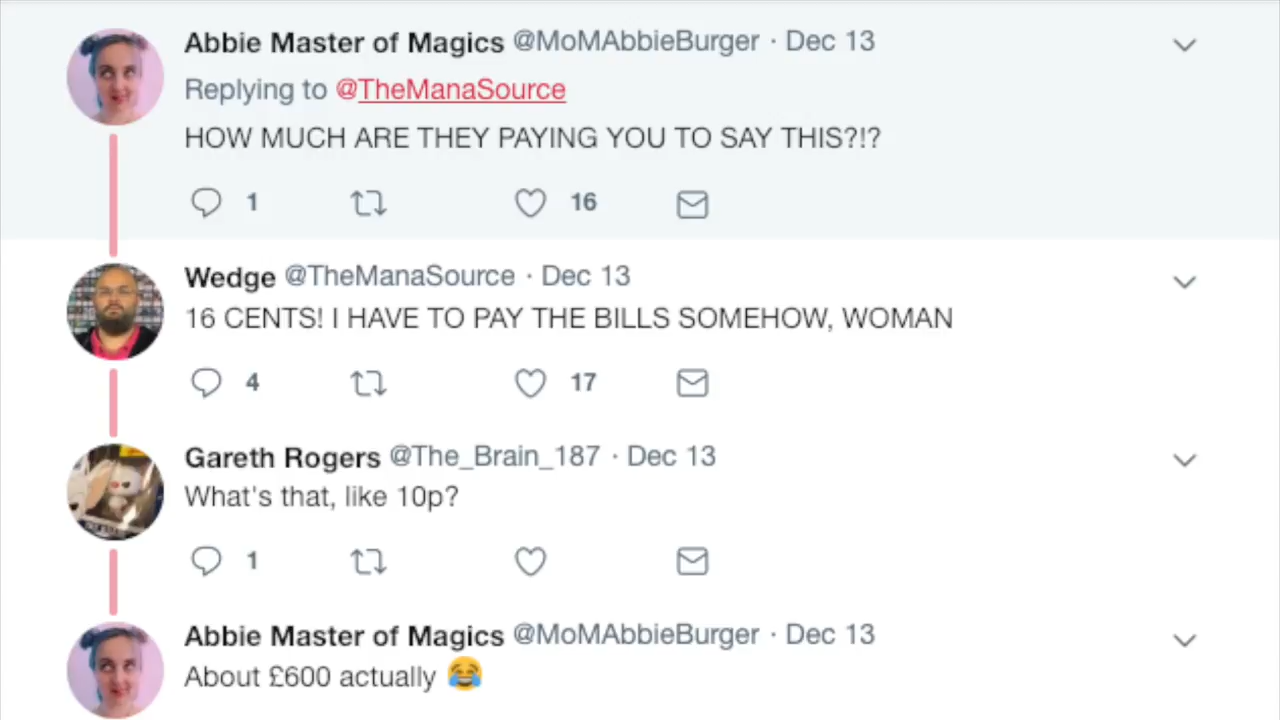 Abbie Master of Magics @MoMAbbieBurger · Dec 13
Replying to @TheManaSource
HOW MUCH ARE THEY PAYING YOU TO SAY THIS?!?
1 16
Wedge @TheManaSource · Dec 13
16 CENTS! I HAVE TO PAY THE BILLS SOMEHOW, WOMAN
4 17
Gareth Rogers @The_Brain_187 · Dec 13
What's that, like 10p?
1
Abbie Master of Magics @MoMAbbieBurger · Dec 13
About £600 actually 😂